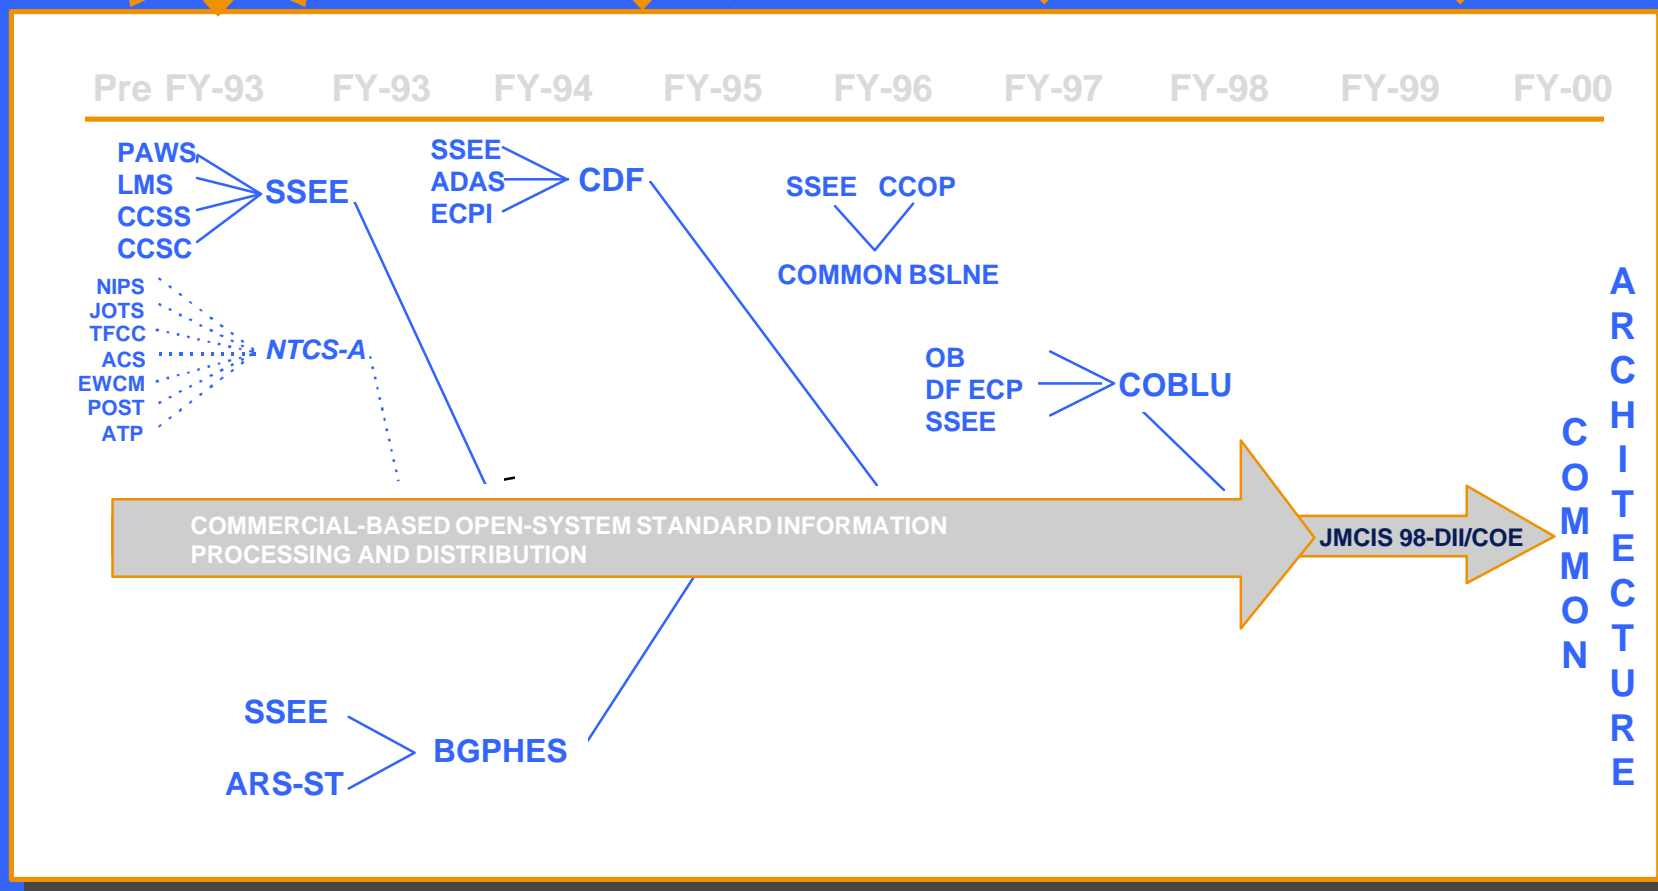 Pre FY-93 FY-93 FY-94 FY-95 FY-96 FY-97 FY-98 FY-99 FY-00
PAWS
LMS
CCSS
CCSC
SSEE
NIPS
JOTS
TFCC
ACS
EWCM
POST
ATP
NTCS-A
SSEE
ADAS
ECPI
CDF
SSEE CCOP
COMMON BSLNE
OB
DF ECP
SSEE
COBLU
COMMERCIAL-BASED OPEN-SYSTEM STANDARD INFORMATION
PROCESSING AND DISTRIBUTION
JMCIS 98-DII/COE
SSEE
ARS-ST
BGPHES
COMMON
ARCHITECTURE